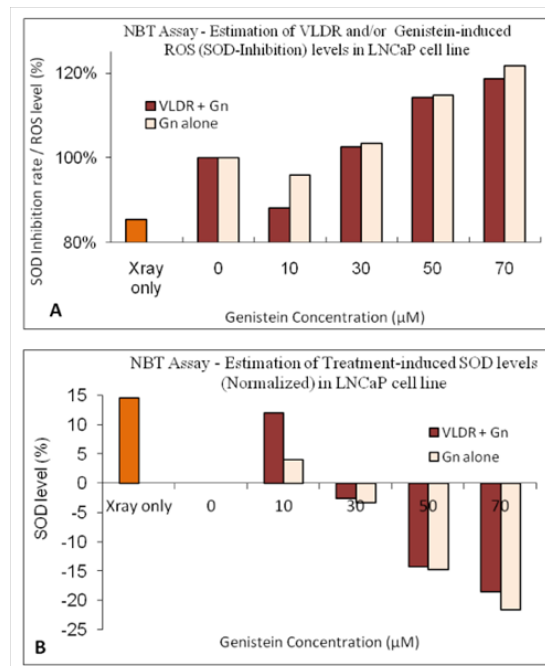 NBT Assay - Estimation of VLDR and/or Genistein-induced
ROS (SOD-Inhibition) levels in LNCaP cell line
SOD Inhibition rate / ROS level (%)
120%
100%
80%
VLDR + Gn
Gn alone
Xray only 0 10 30 50 70
Genistein Concentration (µM)
A
NBT Assay - Estimation of Treatment-induced SOD levels
(Normalized) in LNCaP cell line
SOD level (%)
15
10
5
0
-5
-10
-15
-20
-25
VLDR + Gn
Gn alone
Xray only 0 10 30 50 70
Genistein Concentration (µM)
B